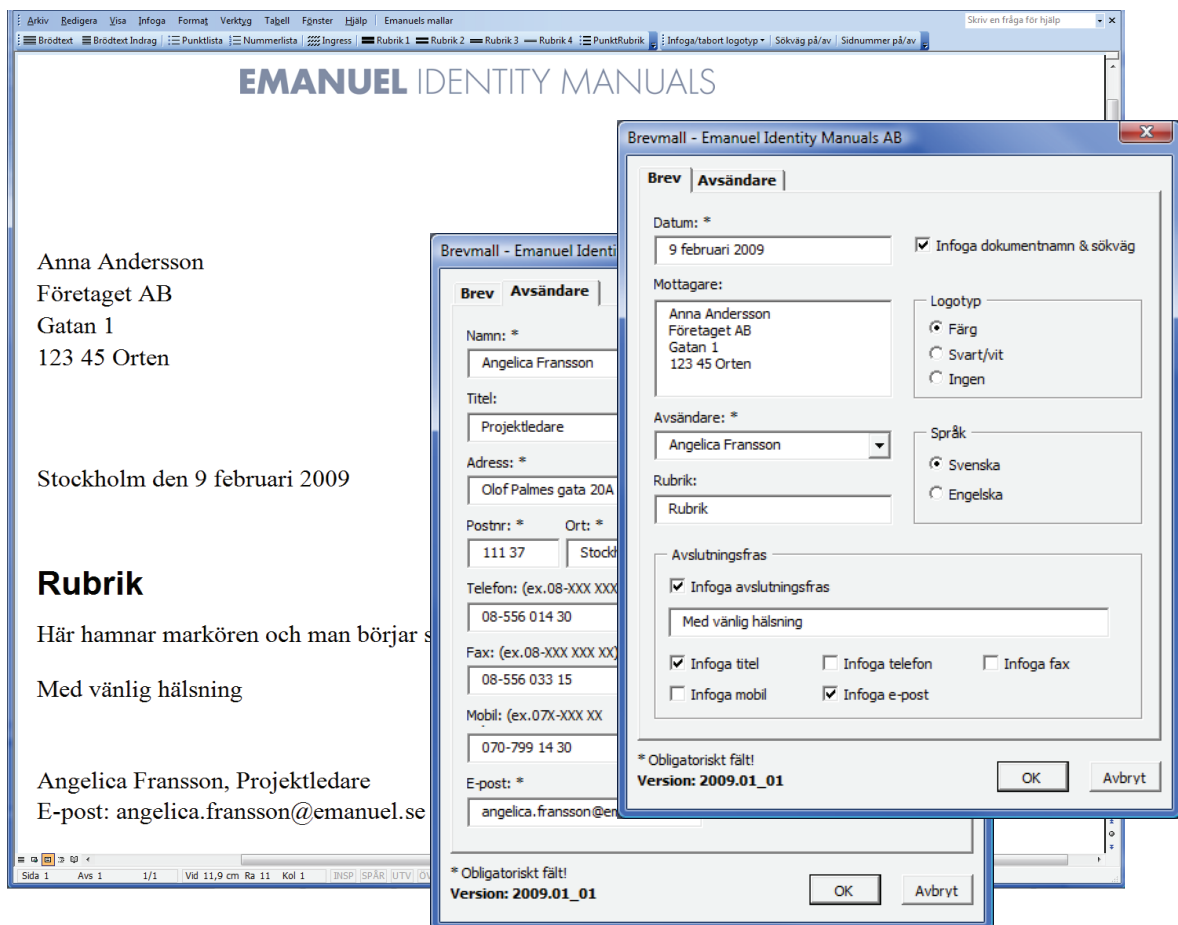 Arkiv Redigera Visa Infoga Format Verktyg Tabell Fönster Hjälp Emanuels mallar Skriv en fråga för hjälp
Brödtext Brödtext Indrag Punktlista Nummerlista Ingress Rubrik 1 Rubrik 2 Rubrik 3 Rubrik 4 PunktRubrik Infoga/tabort logotyp Sökväg på/av Sidnummer på/av
EMANUEL IDENTITY MANUALS
Anna Andersson
Företaget AB
Gatan 1
123 45 Orten
Stockholm den 9 februari 2009
Rubrik
Här hamnar markören och man börjar s
Med vänlig hälsning
Angelica Fransson, Projektledare
E-post: angelica.fransson@emanuel.se
Sida 1 Avs 1 1/1 Vid 11,9 cm Ra 11 Kol 1 INSP SPÅR UTV
Brevmall - Emanuel Identi
Brev Avsändare
Namn: *
Angelica Fransson
Titel:
Projektledare
Adress: *
Olof Palmes gata 20A
Postnr: * Ort: *
111 37 Stock
Telefon: (ex.08-XXX XXX
08-556 014 30
Fax: (ex.08-XXX XXX XX)
08-556 033 15
Mobil: (ex.07X-XXX XX
070-799 14 30
E-post: *
angelica.fransson@em
* Obligatoriskt fält!
Version: 2009.01_01
OK Avbryt
Brevmall - Emanuel Identity Manuals AB
Brev Avsändare
Datum: *
9 februari 2009
Infoga dokumentnamn & sökväg
Mottagare:
Anna Andersson
Företaget AB
Gatan 1
123 45 Orten
Logotyp
Färg
Svart/vit
Ingen
Avsändare: *
Angelica Fransson
Språk
Svenska
Engelska
Rubrik:
Rubrik
Avslutningsfras
Infoga avslutningsfras
Med vänlig hälsning
Infoga titel Infoga telefon Infoga fax
Infoga mobil Infoga e-post
* Obligatoriskt fält!
Version: 2009.01_01
OK Avbryt